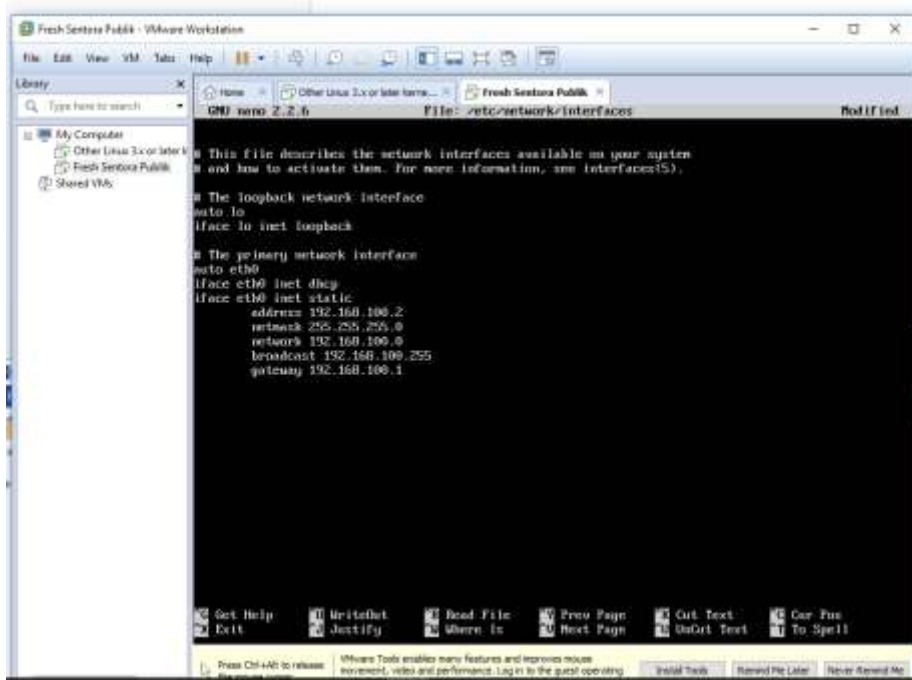 Fresh Sentora Publik - VMware Workstation
File Edit View VM Tabs Help
Library
Type here to search
My Computer
Other Linux 3.x or later k
Fresh Sentora Publik
Shared VMs
Home
Other Linux 3.x or later kerne...
Fresh Sentora Publik
GNU nano 2.2.6 File: /etc/network/interfaces Modified
# This file describes the network interfaces available on your system
# and how to activate them. For more information, see interfaces(5).
# The loopback network interface
auto lo
iface lo inet loopback
# The primary network interface
auto eth0
iface eth0 inet dhcp
iface eth0 inet static
address 192.168.100.2
netmask 255.255.255.0
network 192.168.100.0
broadcast 192.168.100.255
gateway 192.168.100.1
^G Get Help ^O WriteOut ^R Read File ^Y Prev Page ^K Cut Text ^C Cur Pos
^X Exit ^J Justify ^W Where Is ^V Next Page ^U UnCut Text ^T To Spell
Press Ctrl+Alt to release
VMware Tools enables many features and improves mouse
movement, video and performance. Log in to the guest operating
Install Tools Remind Me Later Never Remind Me